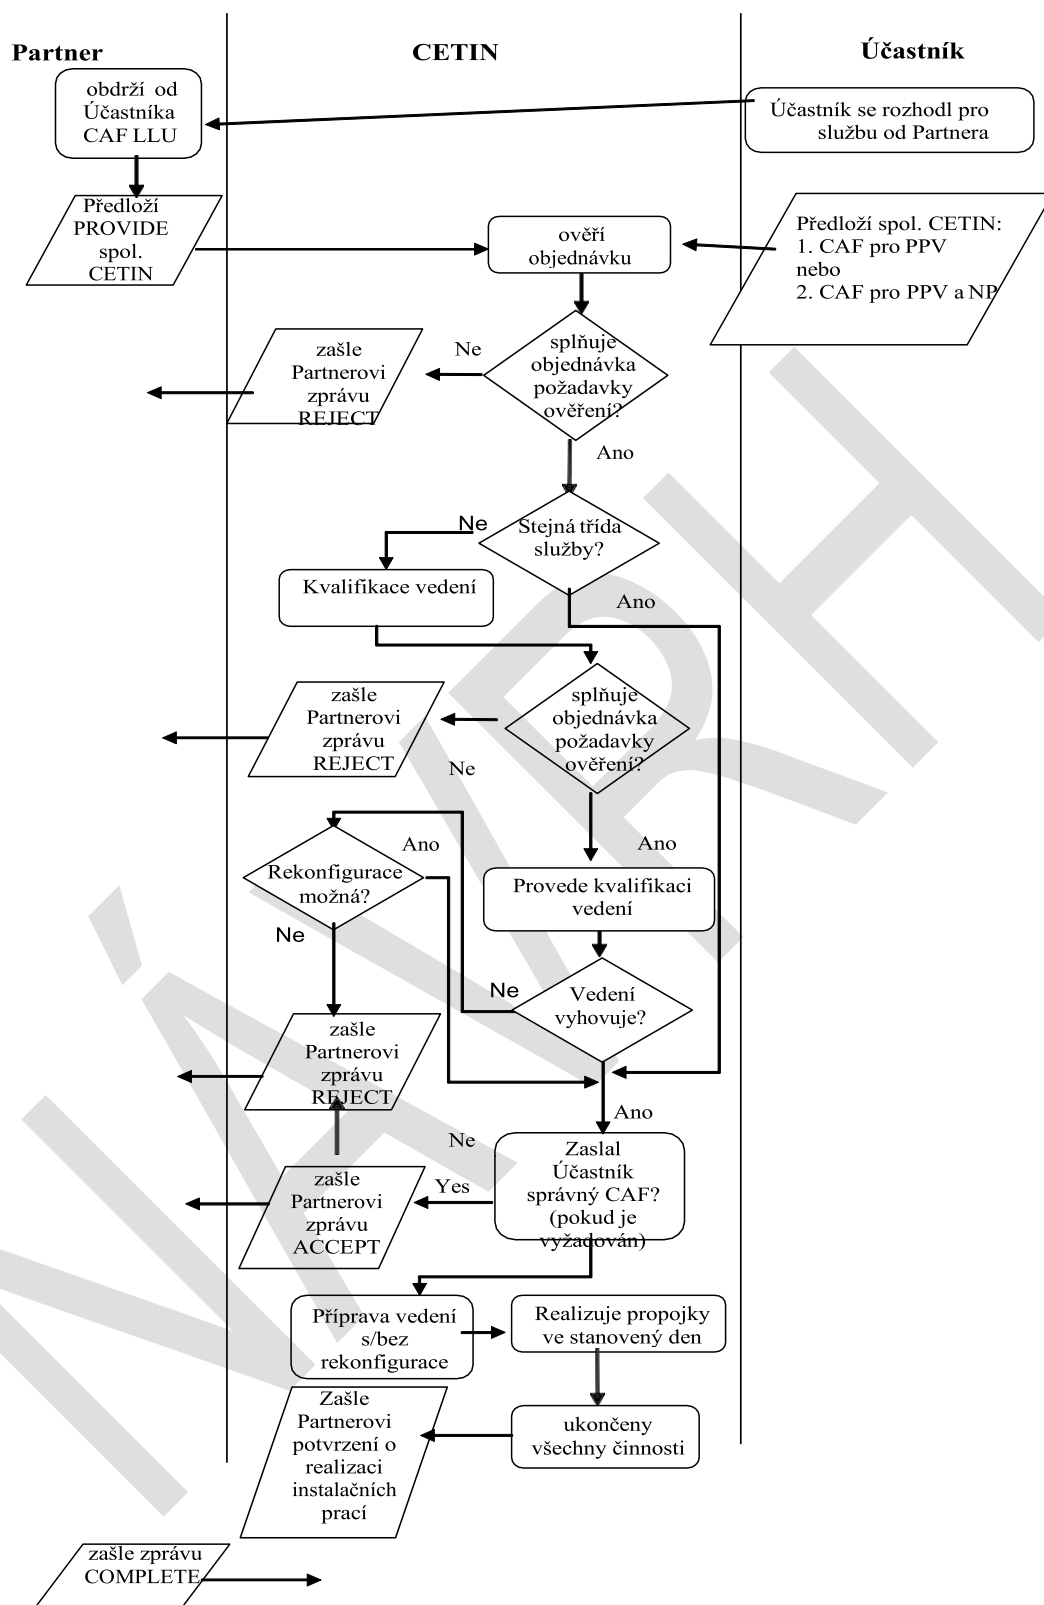 Partner
CETIN
Účastník
obdrží od
Účastníka
CAF LLU
Účastník se rozhodl pro
službu od Partnera
Předloží
PROVIDE
spol.
CETIN
ověří
objednávku
Předloží spol. CETIN:
1. CAF pro PPV
nebo
2. CAF pro PPV a NP
zašle
Partnerovi
zprávu
REJECT
Ne
splňuje
objednávka
požadavky
ověření?
Ano
Ne
Stejná třída
služby?
Kvalifikace vedení
Ano
zašle
Partnerovi
zprávu
REJECT
Ne
splňuje
objednávka
požadavky
ověření?
Ano
Ano
Rekonfigurace
možná?
Ne
Provede kvalifikaci
vedení
Ne
Vedení
vyhovuje?
zašle
Partnerovi
zprávu
REJECT
Ano
Ne
Zaslal
Účastník
správný CAF?
(pokud je
vyžadován)
Yes
zašle
Partnerovi
zprávu
ACCEPT
Příprava vedení
s/bez
rekonfigurace
Realizuje propojky
ve stanovený den
Zašle
Partnerovi
potvrzení o
realizaci
instalačních
prací
ukončeny
všechny činnosti
zašle zprávu
COMPLETE
NÁVRH